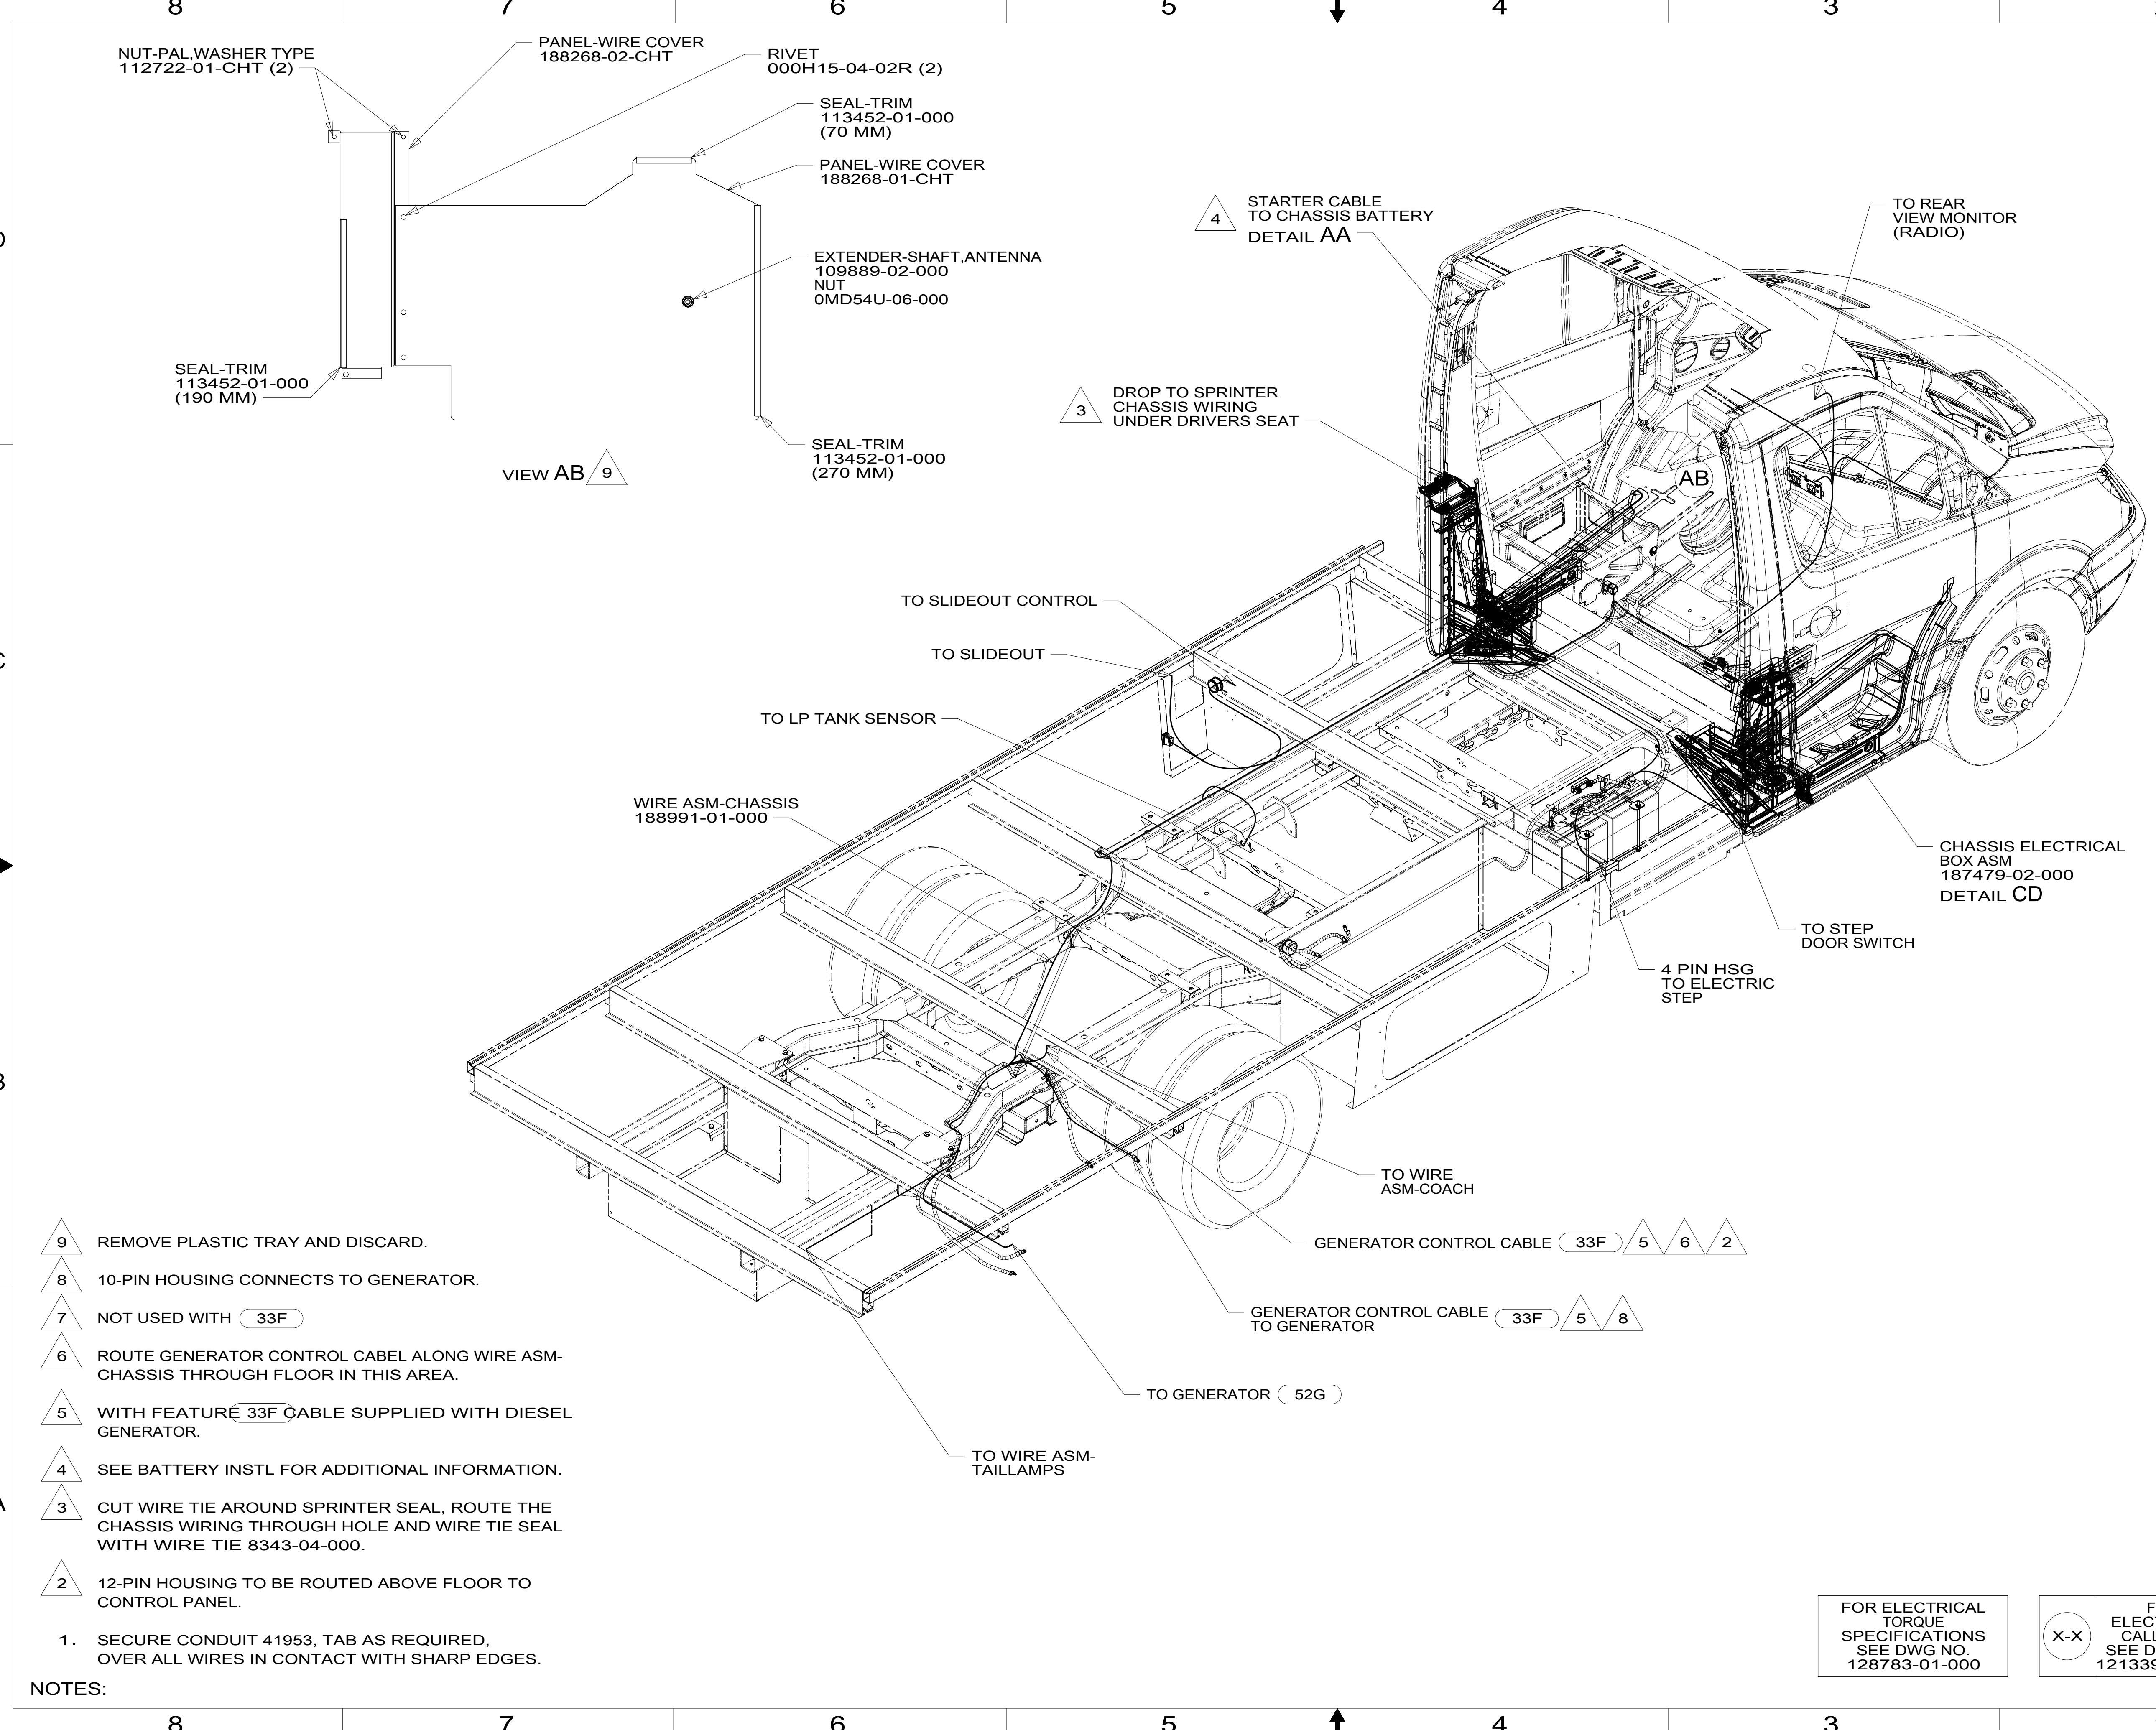 8 7 6 5 4 3
NUT-PAL,WASHER TYPE
112722-01-CHT (2)
PANEL-WIRE COVER
188268-02-CHT
RIVET
000H15-04-02R (2)
SEAL-TRIM
113452-01-000
(70 MM)
PANEL-WIRE COVER
188268-01-CHT
EXTENDER-SHAFT,ANTENNA
109889-02-000
NUT
0MD54U-06-000
SEAL-TRIM
113452-01-000
(190 MM)
SEAL-TRIM
113452-01-000
(270 MM)
VIEW AB 9
4
STARTER CABLE
TO CHASSIS BATTERY
DETAIL AA
TO REAR
VIEW MONITOR
(RADIO)
3
DROP TO SPRINTER
CHASSIS WIRING
UNDER DRIVERS SEAT
AB
TO SLIDEOUT CONTROL
TO SLIDEOUT
TO LP TANK SENSOR
WIRE ASM-CHASSIS
188991-01-000
CHASSIS ELECTRICAL
BOX ASM
187479-02-000
DETAIL CD
TO STEP
DOOR SWITCH
4 PIN HSG
TO ELECTRIC
STEP
TO WIRE
ASM-COACH
GENERATOR CONTROL CABLE 33F 5 6 2
GENERATOR CONTROL CABLE 33F 5 8
TO GENERATOR
TO GENERATOR 52G
TO WIRE ASM-
TAILLAMPS
9 REMOVE PLASTIC TRAY AND DISCARD.
8 10-PIN HOUSING CONNECTS TO GENERATOR.
7 NOT USED WITH 33F
6 ROUTE GENERATOR CONTROL CABEL ALONG WIRE ASM-
CHASSIS THROUGH FLOOR IN THIS AREA.
5 WITH FEATURE 33F CABLE SUPPLIED WITH DIESEL
GENERATOR.
4 SEE BATTERY INSTL FOR ADDITIONAL INFORMATION.
3 CUT WIRE TIE AROUND SPRINTER SEAL, ROUTE THE
CHASSIS WIRING THROUGH HOLE AND WIRE TIE SEAL
WITH WIRE TIE 8343-04-000.
2 12-PIN HOUSING TO BE ROUTED ABOVE FLOOR TO
CONTROL PANEL.
1. SECURE CONDUIT 41953, TAB AS REQUIRED,
OVER ALL WIRES IN CONTACT WITH SHARP EDGES.
NOTES:
FOR ELECTRICAL
TORQUE
SPECIFICATIONS
SEE DWG NO.
128783-01-000
X-X
8 7 6 5 4 3